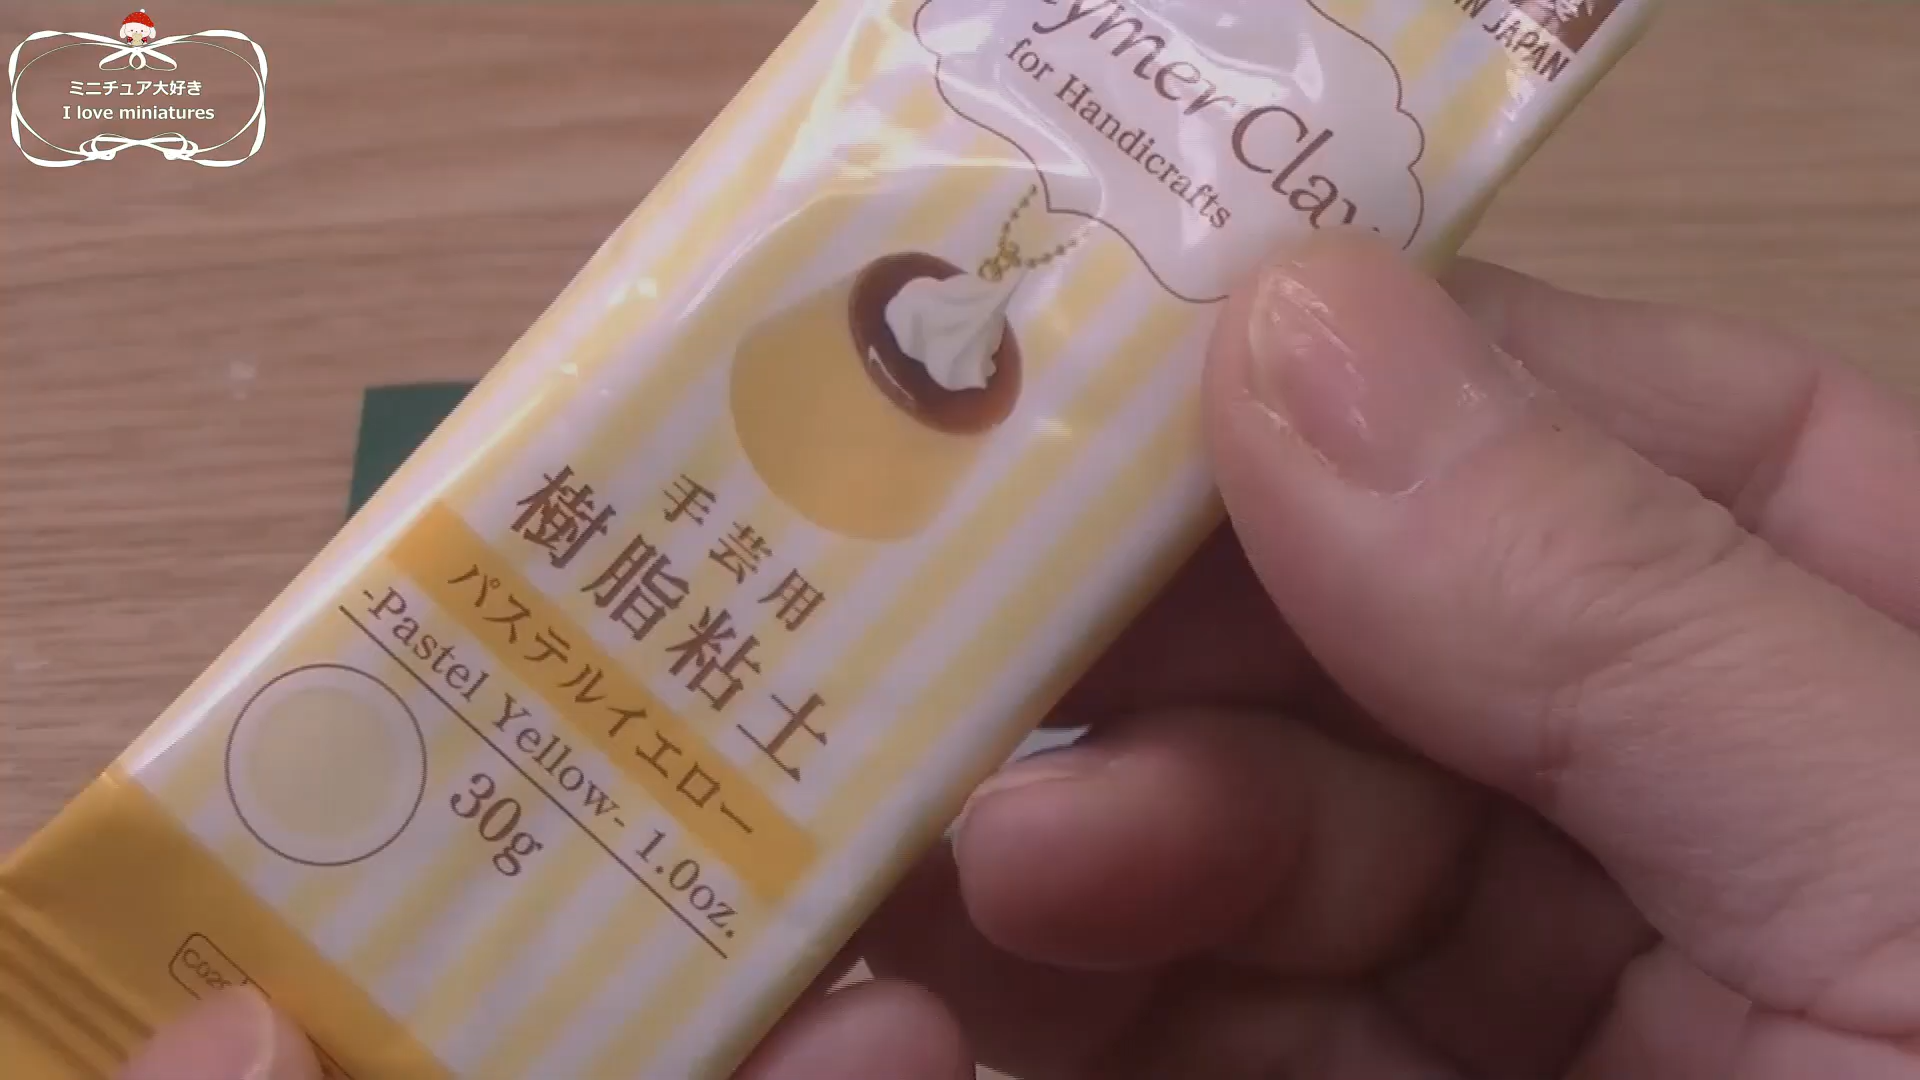 ミニチュア大好き
I love miniatures
IN JAPAN
ymer Clay
for Handicrafts
手芸用
樹脂粘土
パステルイエロー
-Pastel Yellow- 1.0oz.
30g